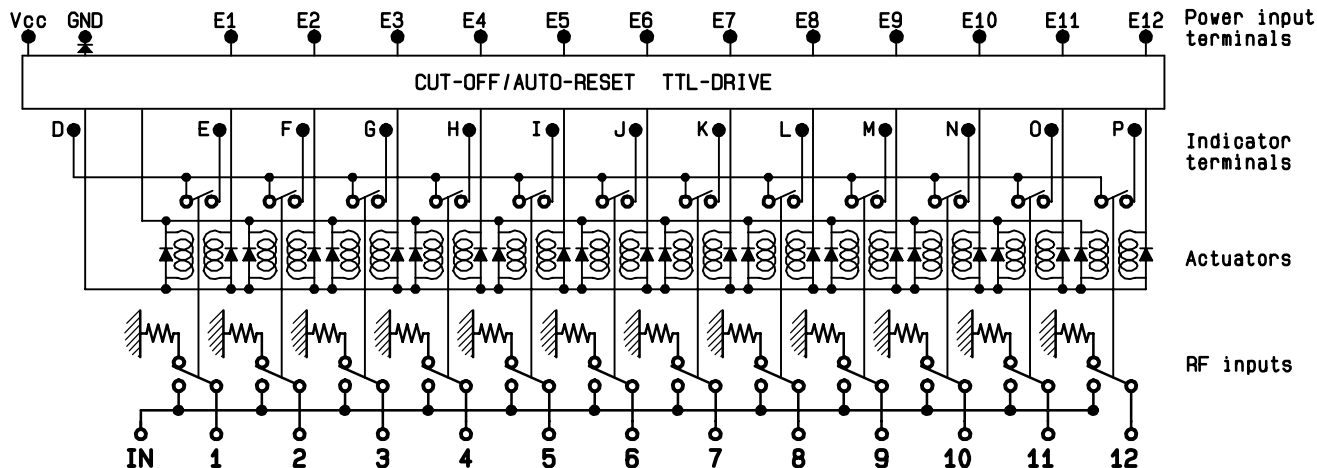 Vcc GND E1 E2 E3 E4 E5 E6 E7 E8 E9 E10 E11 E12 Power input
terminals
CUT-OFF/AUTO-RESET TTL-DRIVE
D E F G H I J K L M N O P
Indicator
terminals
Actuators
RF inputs
IN 1 2 3 4 5 6 7 8 9 10 11 12